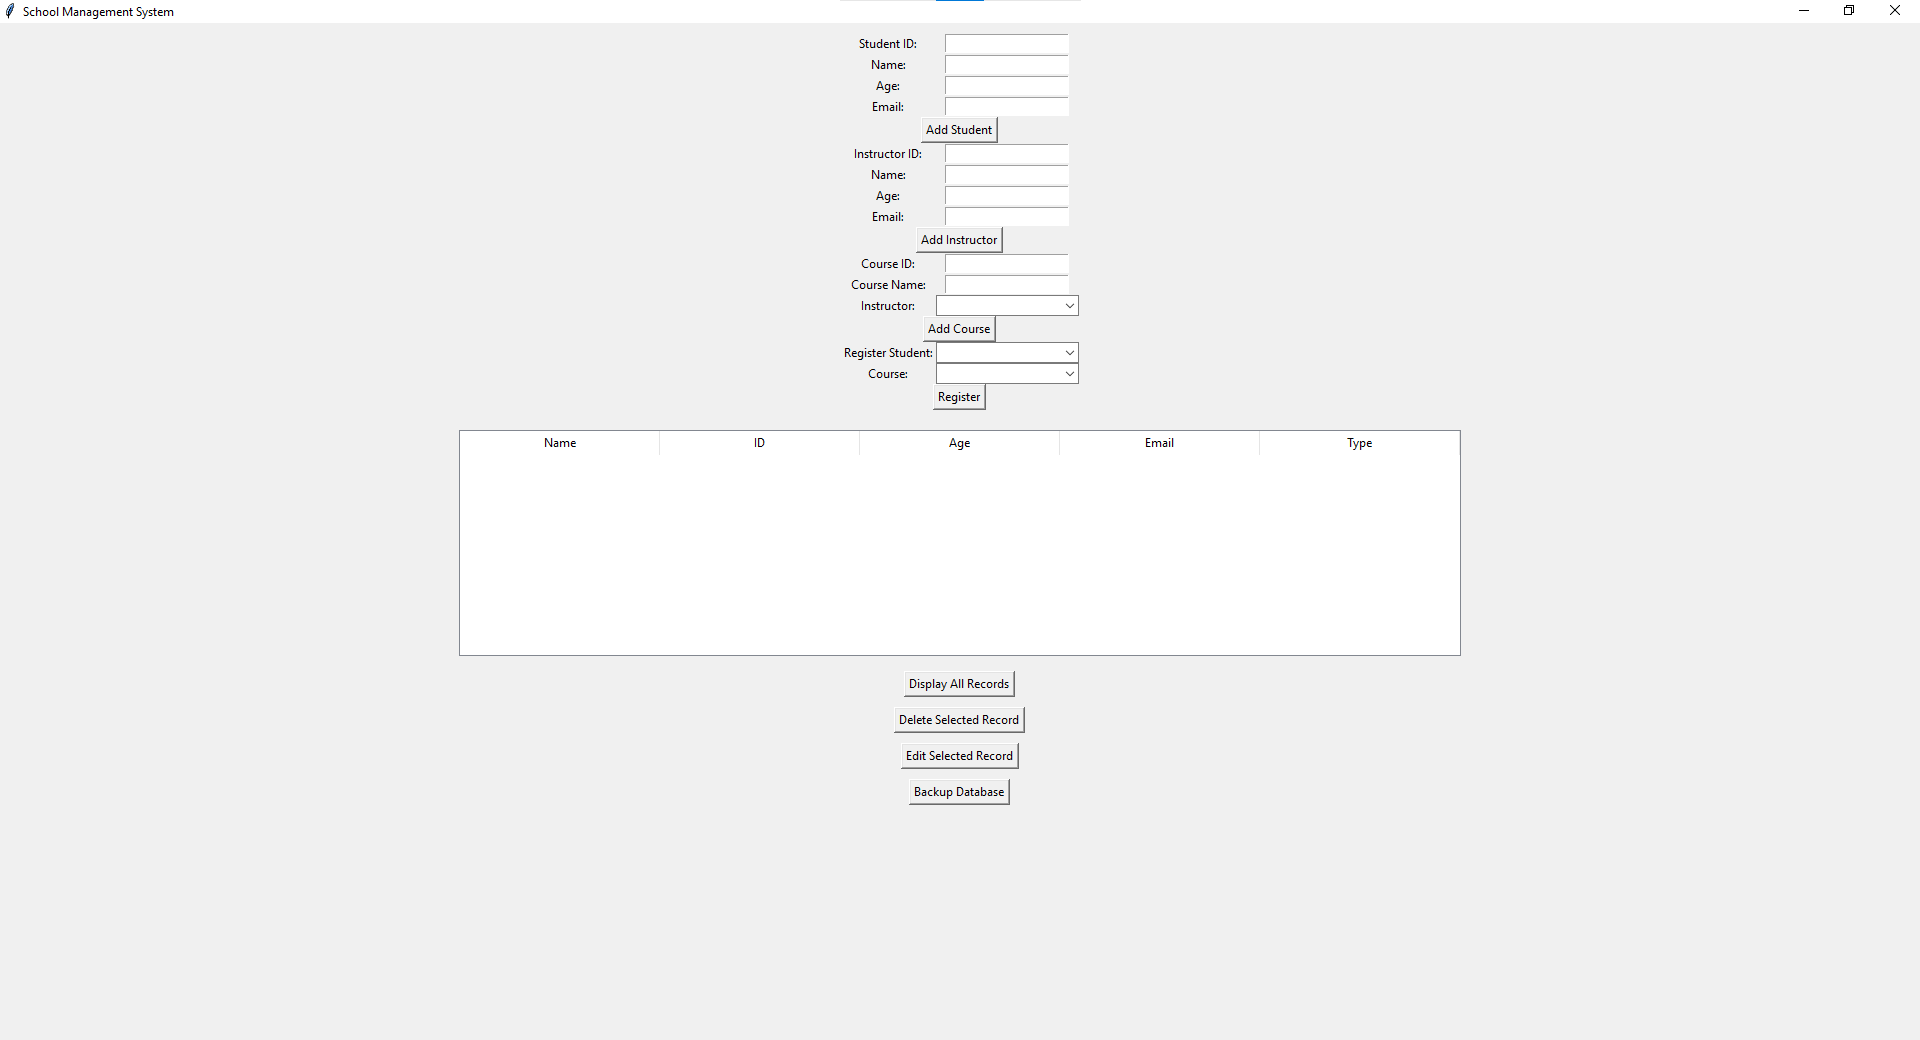 School Management System
Student ID:
Name:
Age:
Email:
Add Student
Instructor ID:
Name:
Age:
Email:
Add Instructor
Course ID:
Course Name:
Instructor:
Add Course
Register Student:
Course:
Register
Name ID Age Email Type
Display All Records
Delete Selected Record
Edit Selected Record
Backup Database